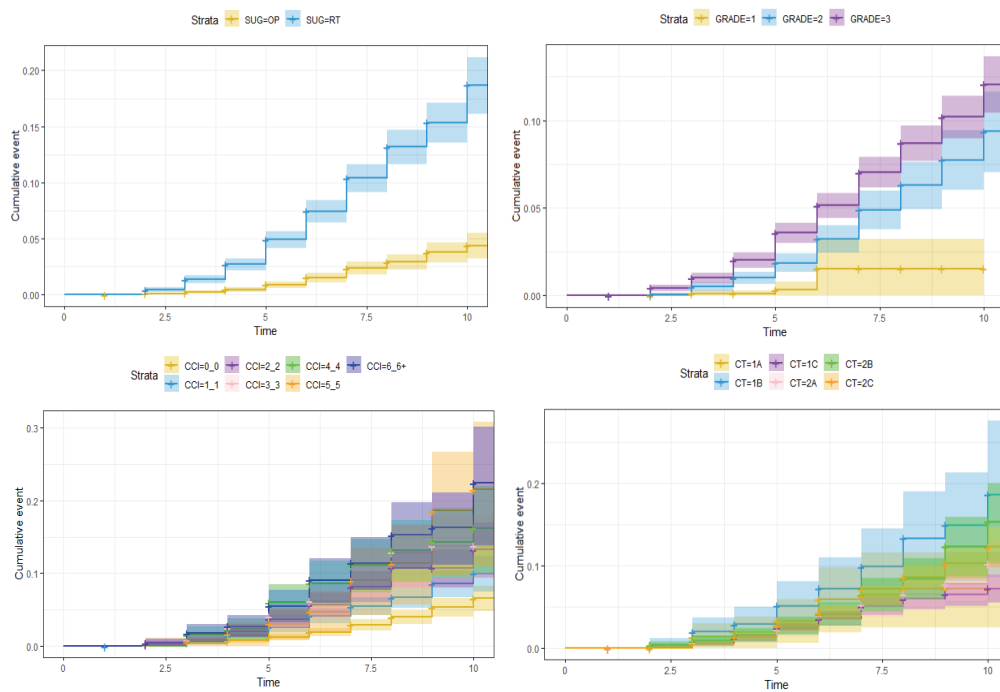 Strata SUG=OP SUG=RT
Cumulative event
0.20
0.15
0.10
0.05
0.00
0 2.5 5 7.5 10
Time
Strata GRADE=1 GRADE=2 GRADE=3
Cumulative event
0.10
0.05
0.00
0 2.5 5 7.5 10
Time
Strata
CCI=0_0 CCI=2_2 CCI=4_4 CCI=6_6+
CCI=1_1 CCI=3_3 CCI=5_5
Cumulative event
0.3
0.2
0.1
0.0
0 2.5 5 7.5 10
Time
Strata
CT=1A CT=1C CT=2B
CT=1B CT=2A CT=2C
Cumulative event
0.2
0.1
0.0
0 2.5 5 7.5 10
Time